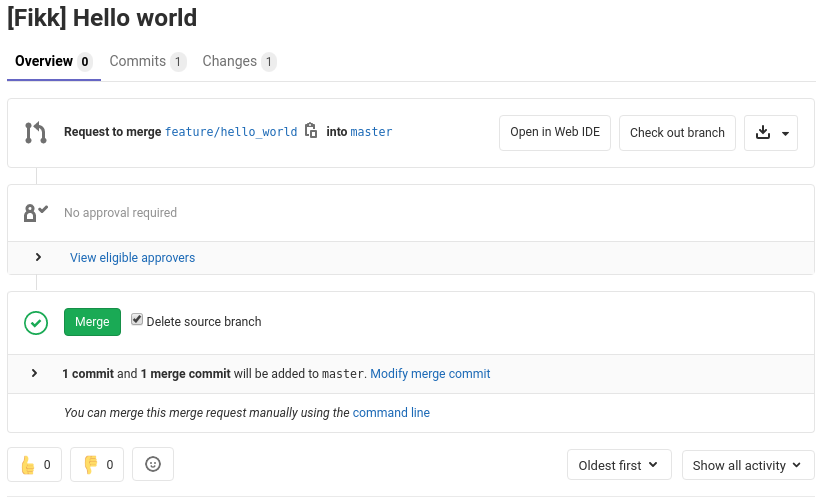 [Fikk] Hello world
Overview 0 Commits 1 Changes 1
Request to merge feature/hello_world into master Open in Web IDE Check out branch
No approval required
View eligible approvers
Merge Delete source branch
1 commit and 1 merge commit will be added to master. Modify merge commit
You can merge this merge request manually using the command line
0 0 Oldest first Show all activity